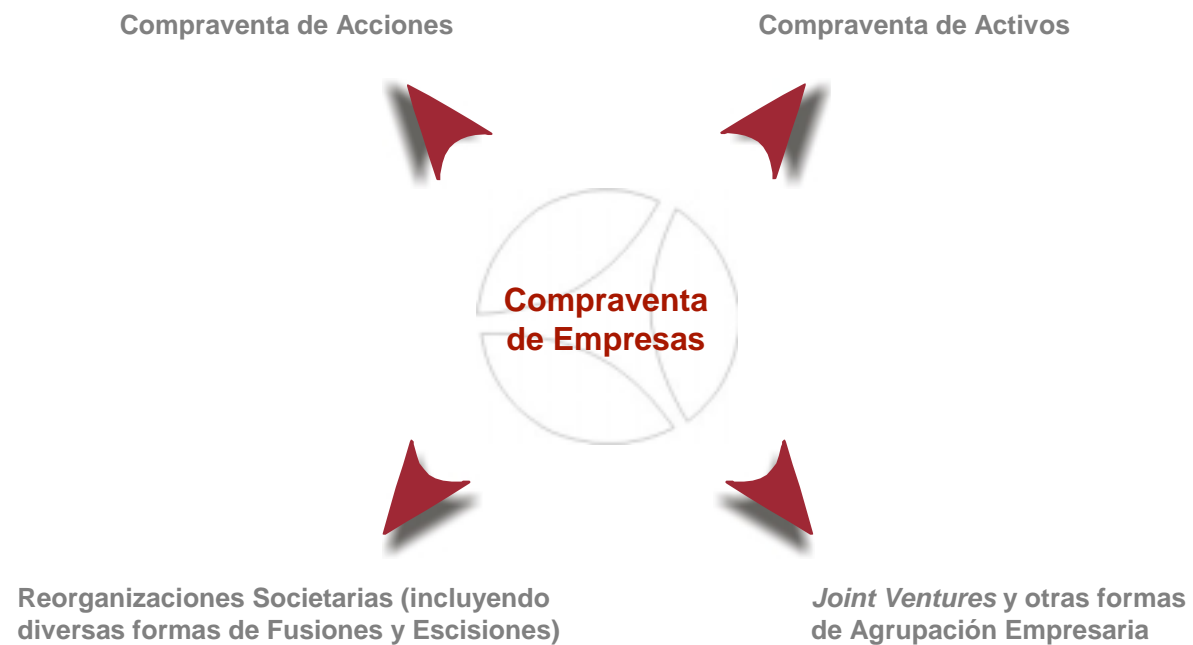 Compraventa de Acciones
Compraventa de Activos
Compraventa
de Empresas
Reorganizaciones Societarias (incluyendo
diversas formas de Fusiones y Escisiones)
Joint Ventures y otras formas
de Agrupación Empresaria